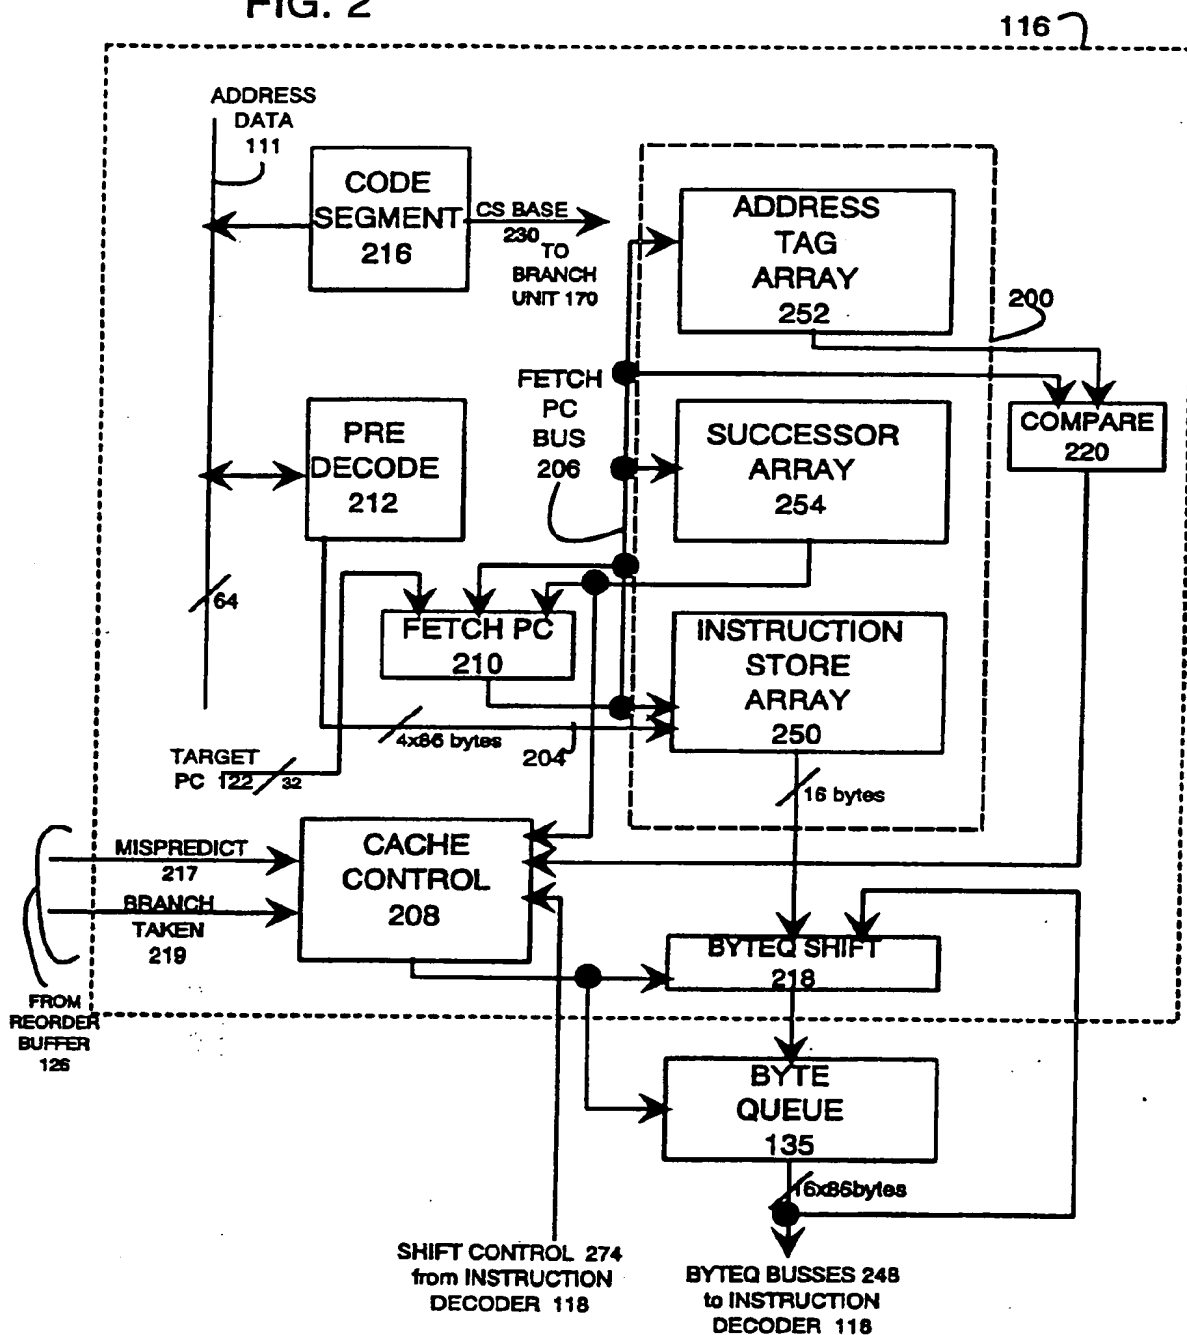 FIG. 2
116
ADDRESS
DATA
111
CODE
SEGMENT
216
CS BASE
230
TO
BRANCH
UNIT 170
ADDRESS
TAG
ARRAY
252
200
FETCH
PC
BUS
206
COMPARE
220
PRE
DECODE
212
SUCCESSOR
ARRAY
254
64
FETCH PC
210
INSTRUCTION
STORE
ARRAY
250
4x86 bytes
204
TARGET
PC 122
32
16 bytes
MISPREDICT
217
BRANCH
TAKEN
219
CACHE
CONTROL
208
FROM
REORDER
BUFFER
126
BYTEQ SHIFT
218
BYTE
QUEUE
135
16x86bytes
SHIFT CONTROL 274
from INSTRUCTION
DECODER 118
BYTEQ BUSSES 248
to INSTRUCTION
DECODER 118